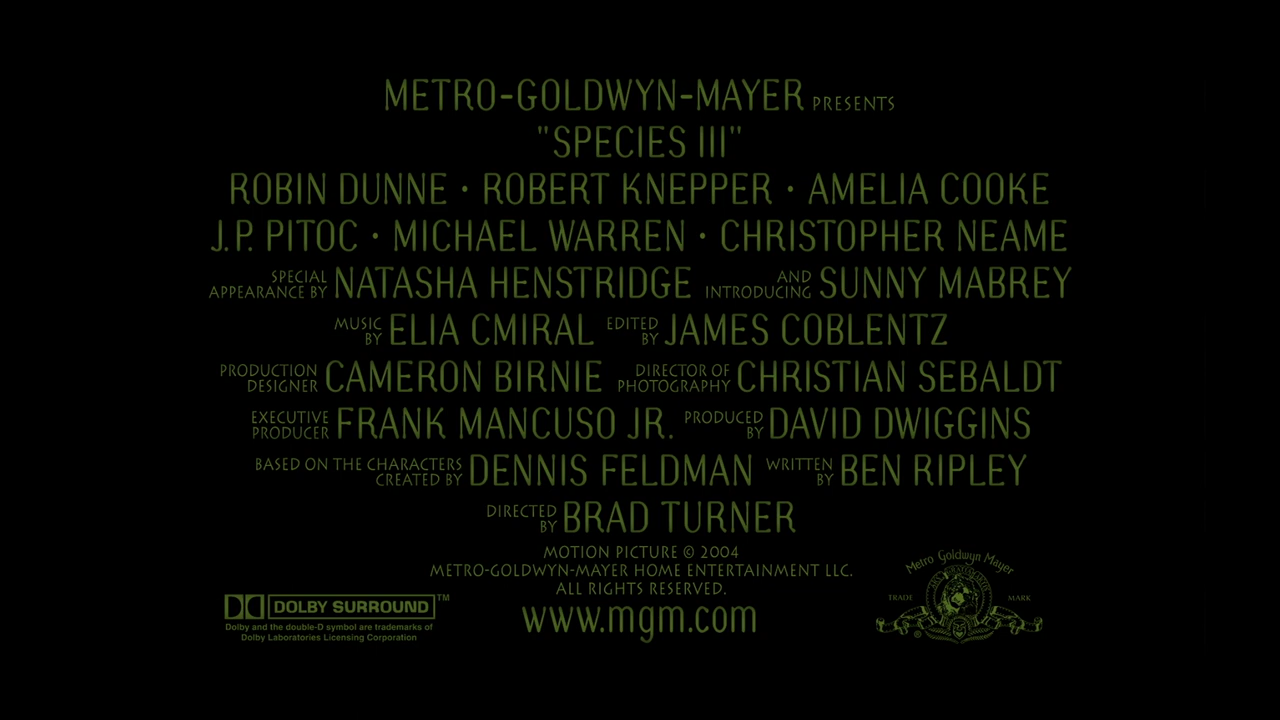 METRO-GOLDWYN-MAYER PRESENTS
"SPECIES III"
ROBIN DUNNE · ROBERT KNEPPER · AMELIA COOKE
J.P. PITOC · MICHAEL WARREN · CHRISTOPHER NEAME
SPECIAL APPEARANCE BY NATASHA HENSTRIDGE AND INTRODUCING SUNNY MABREY
MUSIC BY ELIA CMIRAL EDITED BY JAMES COBLENTZ
PRODUCTION DESIGNER CAMERON BIRNIE DIRECTOR OF PHOTOGRAPHY CHRISTIAN SEBALDT
EXECUTIVE PRODUCER FRANK MANCUSO JR. PRODUCED BY DAVID DWIGGINS
BASED ON THE CHARACTERS CREATED BY DENNIS FELDMAN WRITTEN BY BEN RIPLEY
DIRECTED BY BRAD TURNER
MOTION PICTURE © 2004
METRO-GOLDWYN-MAYER HOME ENTERTAINMENT LLC.
ALL RIGHTS RESERVED.
www.mgm.com
DOLBY SURROUND™
Dolby and the double-D symbol are trademarks of
Dolby Laboratories Licensing Corporation
Metro Goldwyn Mayer
TRADE MARK
®